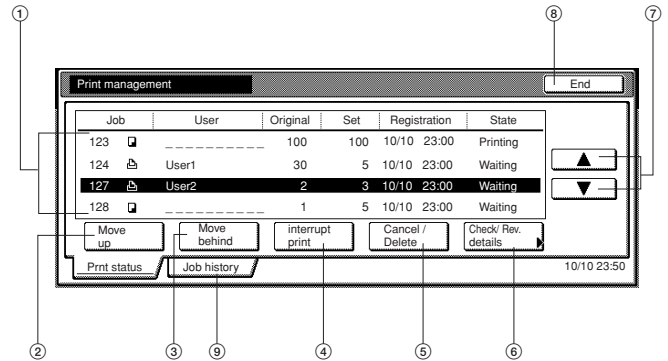 ① ⑧ ⑦
Print management End
Job User Original Set Registration State
123 _ _ _ _ _ _ _ _ _ _ 100 100 10/10 23:00 Printing
124 User1 30 5 10/10 23:00 Waiting
127 User2 2 3 10/10 23:00 Waiting
128 _ _ _ _ _ _ _ _ _ _ 1 5 10/10 23:00 Waiting
Move up
Move behind
interrupt print
Cancel / Delete
Check/ Rev. details
Prnt status Job history 10/10 23:50
② ③ ⑨ ④ ⑤ ⑥